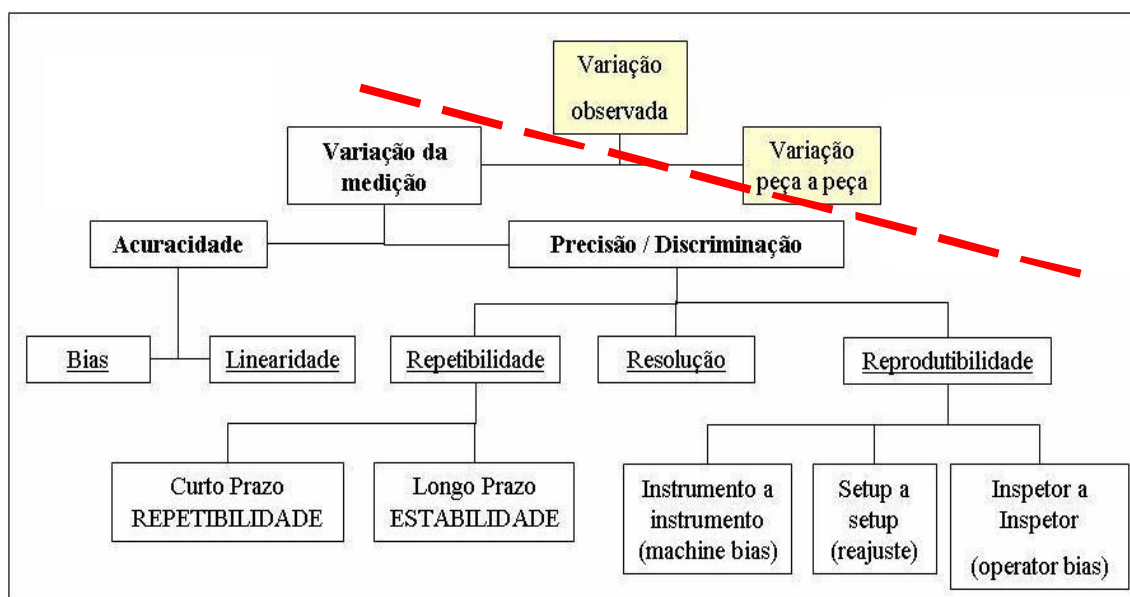 Variação
observada
Variação da
medição
Variação
peça a peça
Acuracidade
Precisão / Discriminação
Bias
Linearidade
Repetibilidade
Resolução
Reprodutibilidade
Curto Prazo
REPETIBILIDADE
Longo Prazo
ESTABILIDADE
Instrumento a
instrumento
(machine bias)
Setup a
setup
(reajuste)
Inspetor a
Inspetor
(operator bias)